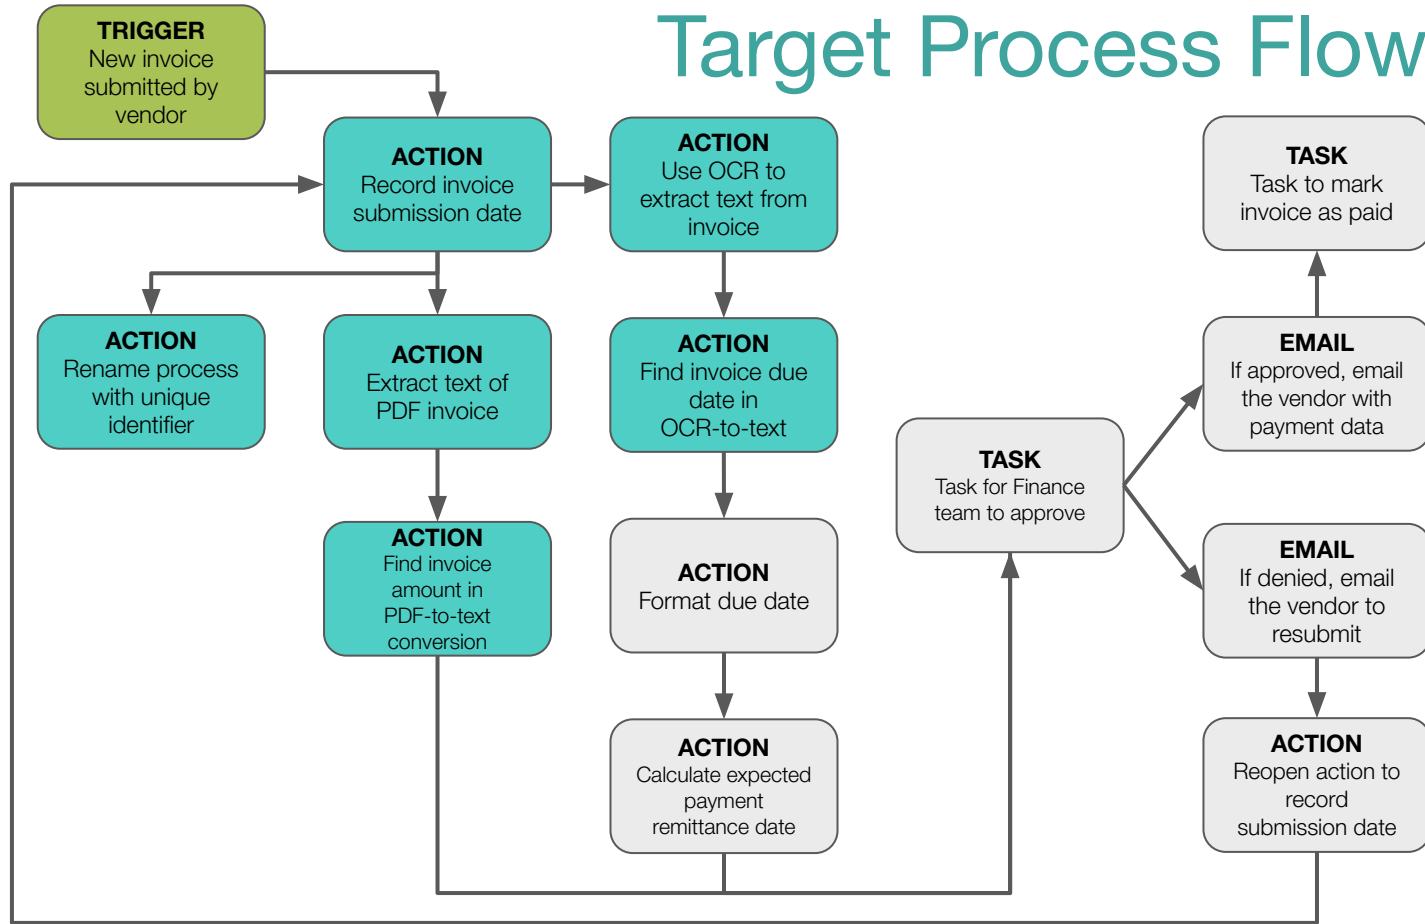 Target Process Flow
TRIGGER
New invoice
submitted by
vendor
ACTION
Record invoice
submission date
ACTION
Use OCR to
extract text from
invoice
TASK
Task to mark
invoice as paid
ACTION
Rename process
with unique
identifier
ACTION
Extract text of
PDF invoice
ACTION
Find invoice due
date in
OCR-to-text
EMAIL
If approved, email
the vendor with
payment data
TASK
Task for Finance
team to approve
ACTION
Find invoice
amount in
PDF-to-text
conversion
ACTION
Format due date
EMAIL
If denied, email
the vendor to
resubmit
ACTION
Calculate expected
payment
remittance date
ACTION
Reopen action to
record
submission date